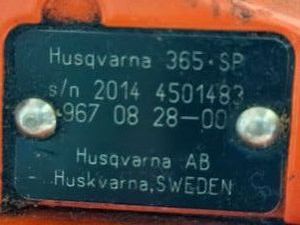 Husqvarna 365·SP
s/n 2014 4501483
967 08 28–00
Husqvarna AB
Huskvarna, SWEDEN